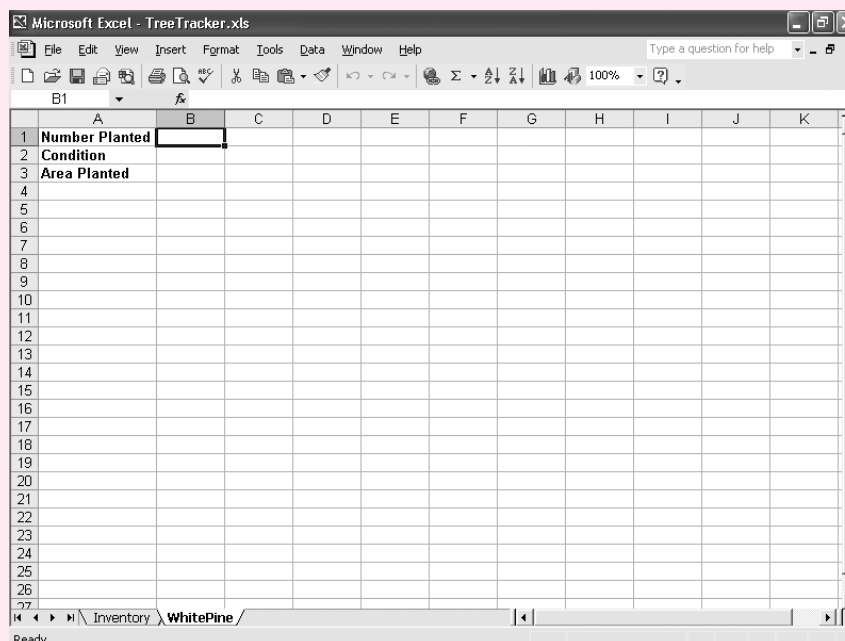 Microsoft Excel - TreeTracker.xls
File Edit View Insert Format Tools Data Window Help Type a question for help
ABC Σ A Z Z A 100% ?
B1 fx
A B C D E F G H I J K
1 Number Planted
2 Condition
3 Area Planted
4
5
6
7
8
9
10
11
12
13
14
15
16
17
18
19
20
21
22
23
24
25
26
27
Inventory WhitePine
Ready